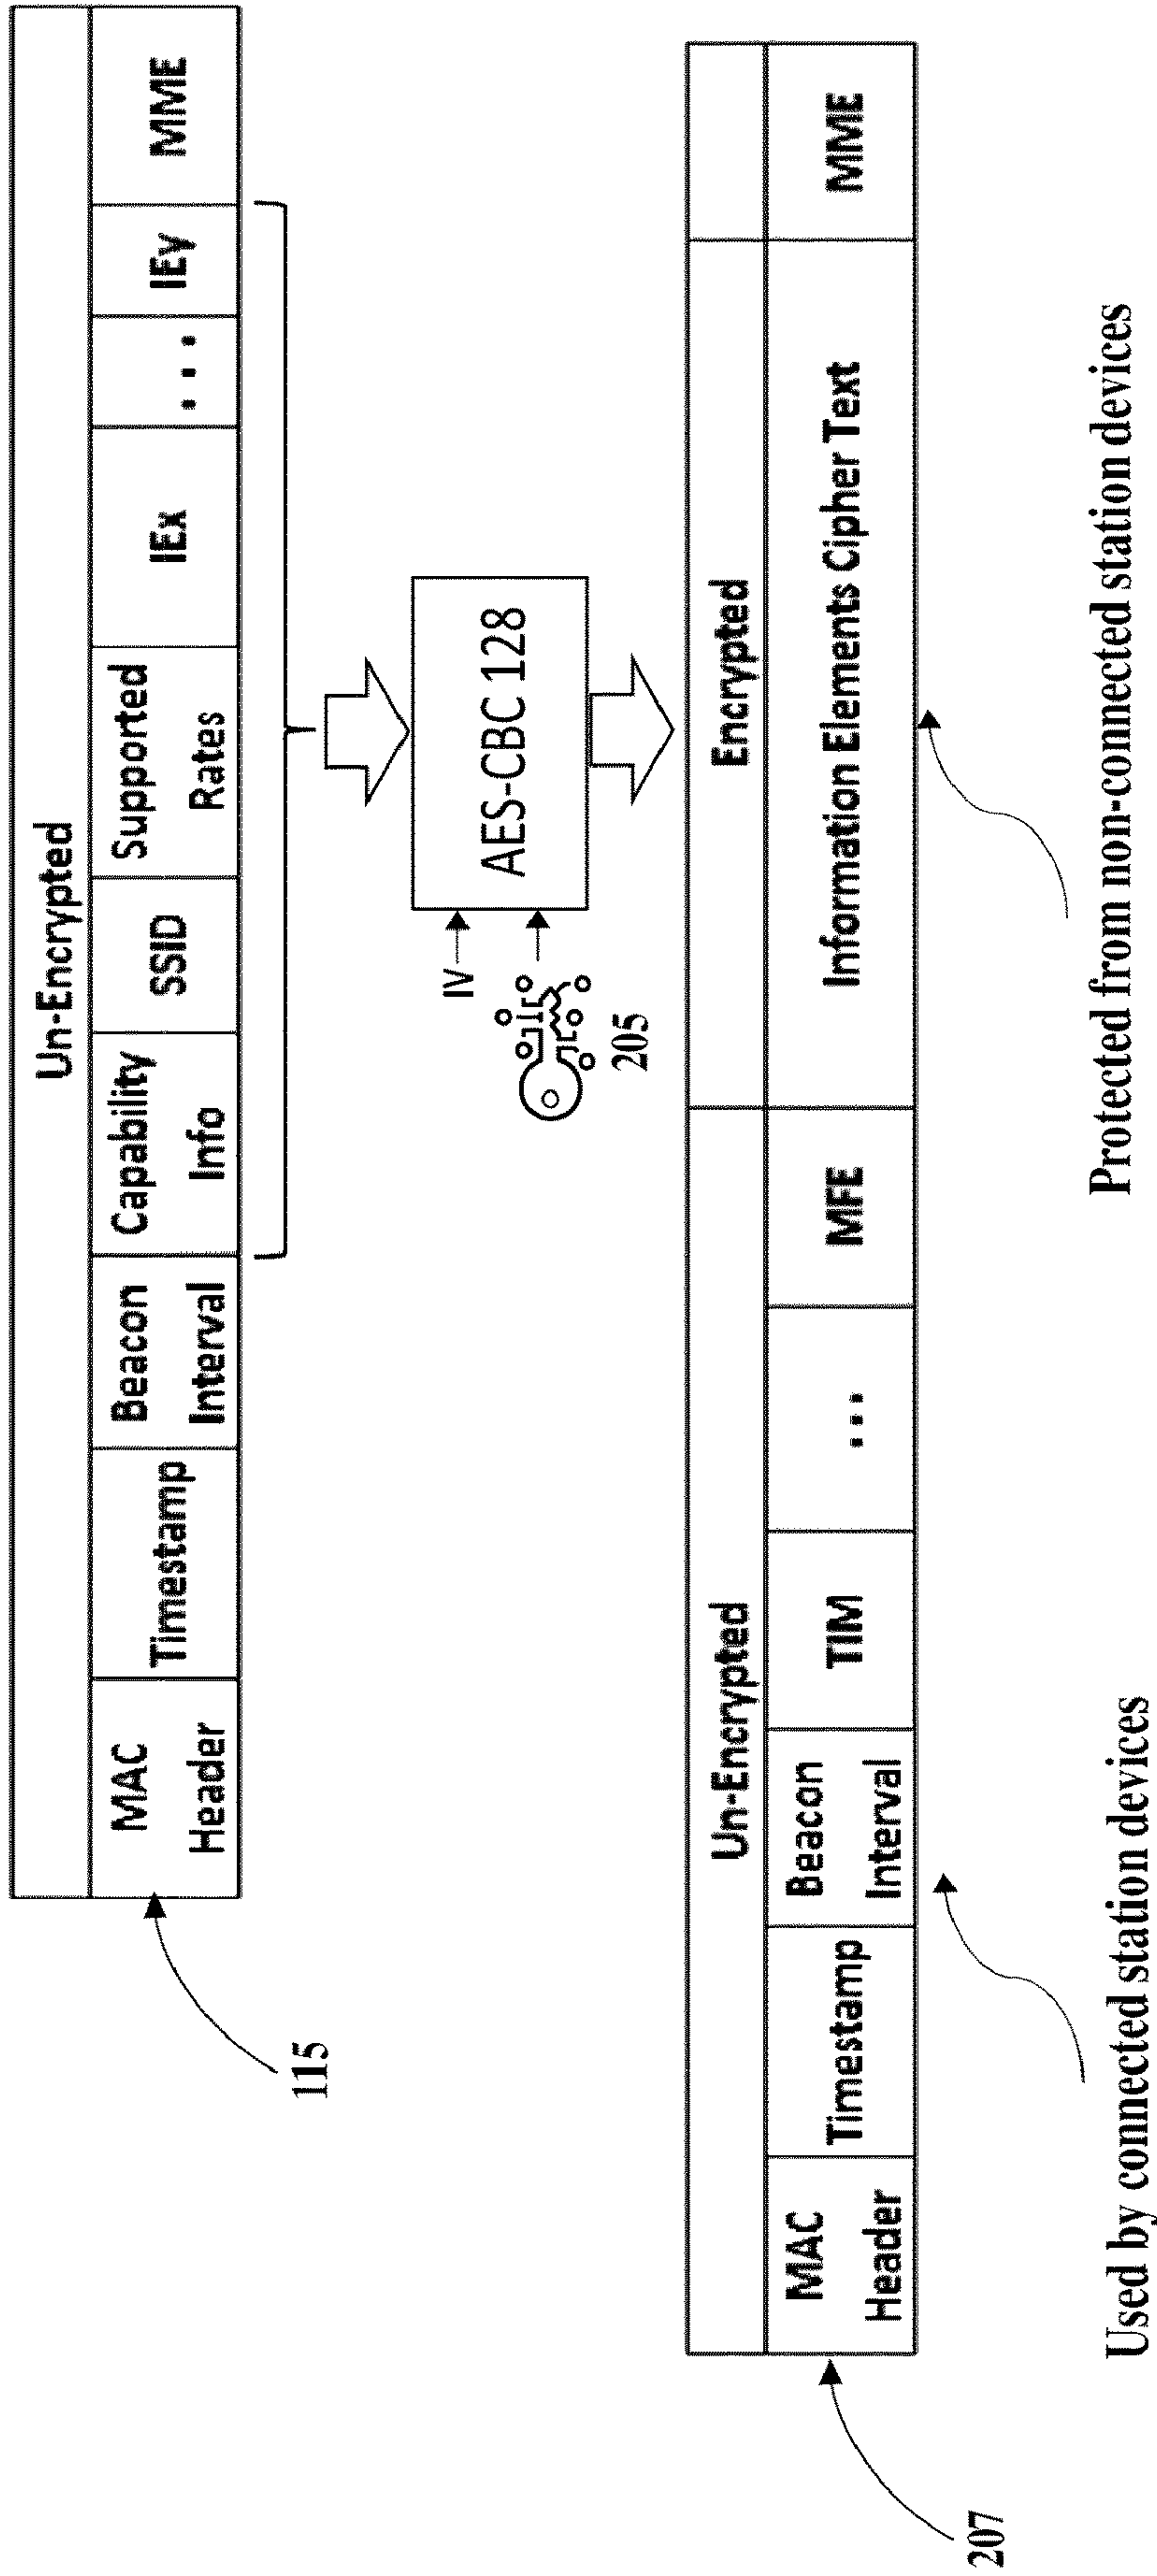 Un-Encrypted
MAC
Header
Timestamp
Beacon
Interval
Capability
Info
SSID
Supported
Rates
IEx
...
IEy
MME
115
IV
205
AES-CBC 128
Un-Encrypted
Encrypted
MAC
Header
Timestamp
Beacon
Interval
TIM
...
MFE
Information Elements Cipher Text
MME
207
Used by connected station devices
Protected from non-connected station devices